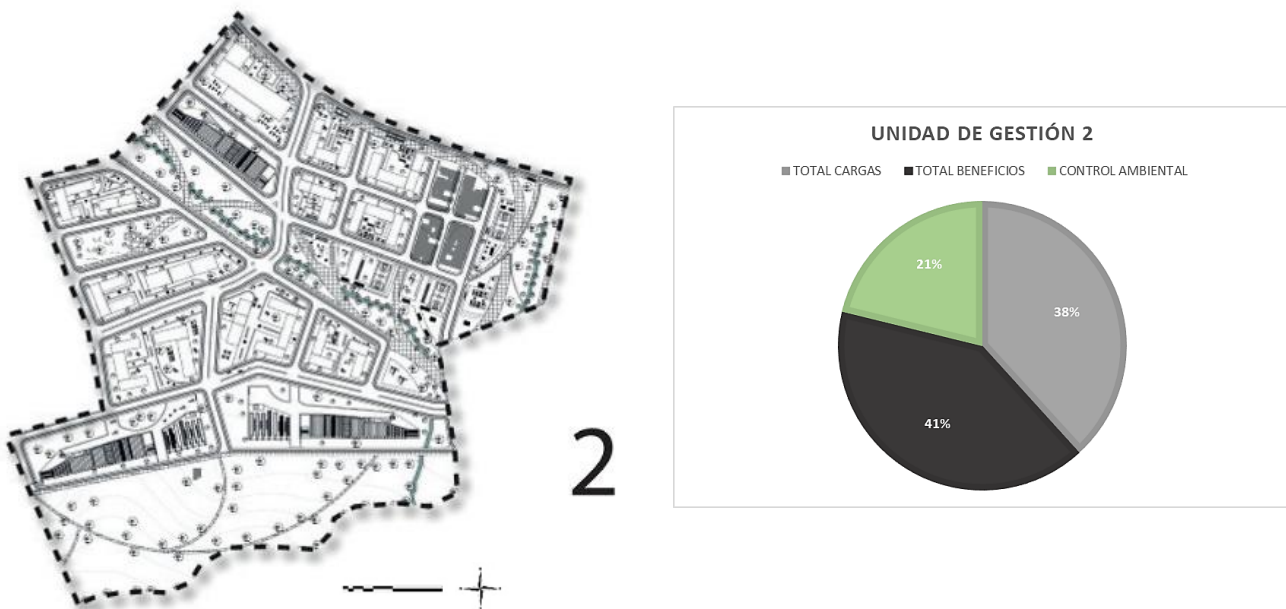 2
UNIDAD DE GESTIÓN 2
TOTAL CARGAS TOTAL BENEFICIOS CONTROL AMBIENTAL
21%
38%
41%